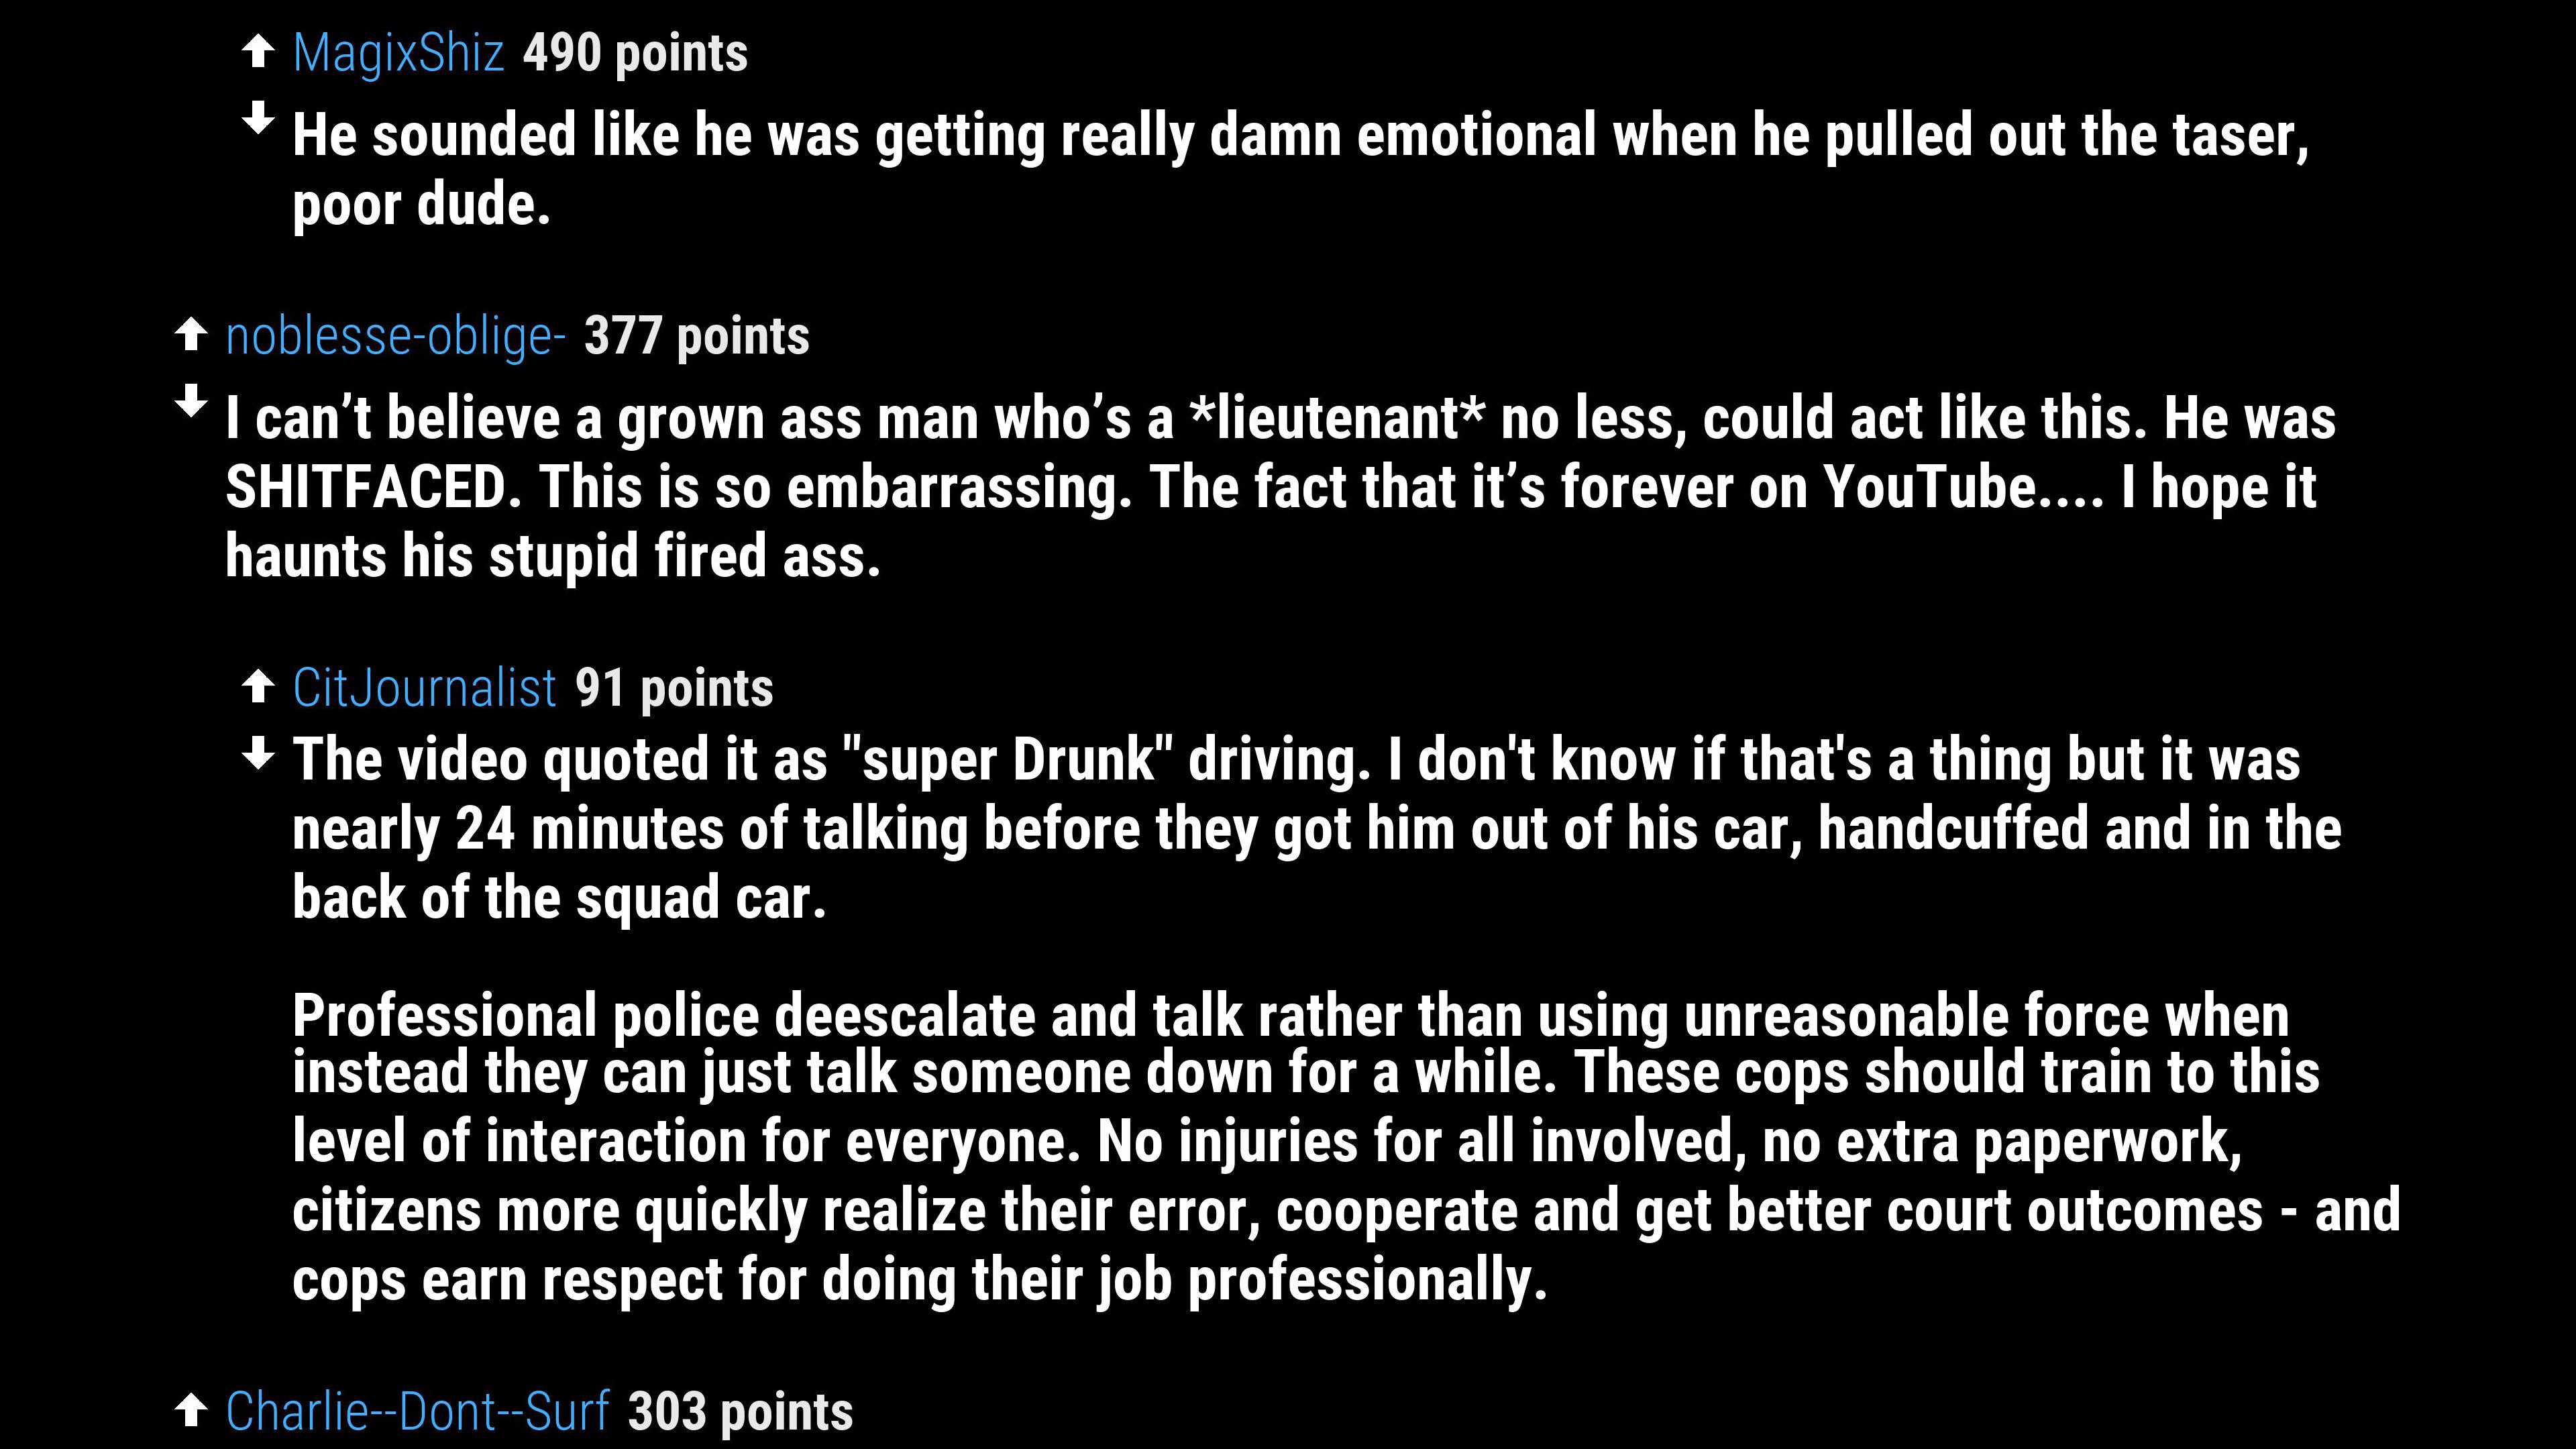 MagixShiz 490 points
He sounded like he was getting really damn emotional when he pulled out the taser,
poor dude.
noblesse-oblige- 377 points
I can’t believe a grown ass man who’s a *lieutenant* no less, could act like this. He was
SHITFACED. This is so embarrassing. The fact that it’s forever on YouTube.... I hope it
haunts his stupid fired ass.
CitJournalist 91 points
The video quoted it as "super Drunk" driving. I don't know if that's a thing but it was
nearly 24 minutes of talking before they got him out of his car, handcuffed and in the
back of the squad car.
Professional police deescalate and talk rather than using unreasonable force when
instead they can just talk someone down for a while. These cops should train to this
level of interaction for everyone. No injuries for all involved, no extra paperwork,
citizens more quickly realize their error, cooperate and get better court outcomes - and
cops earn respect for doing their job professionally.
Charlie--Dont--Surf 303 points